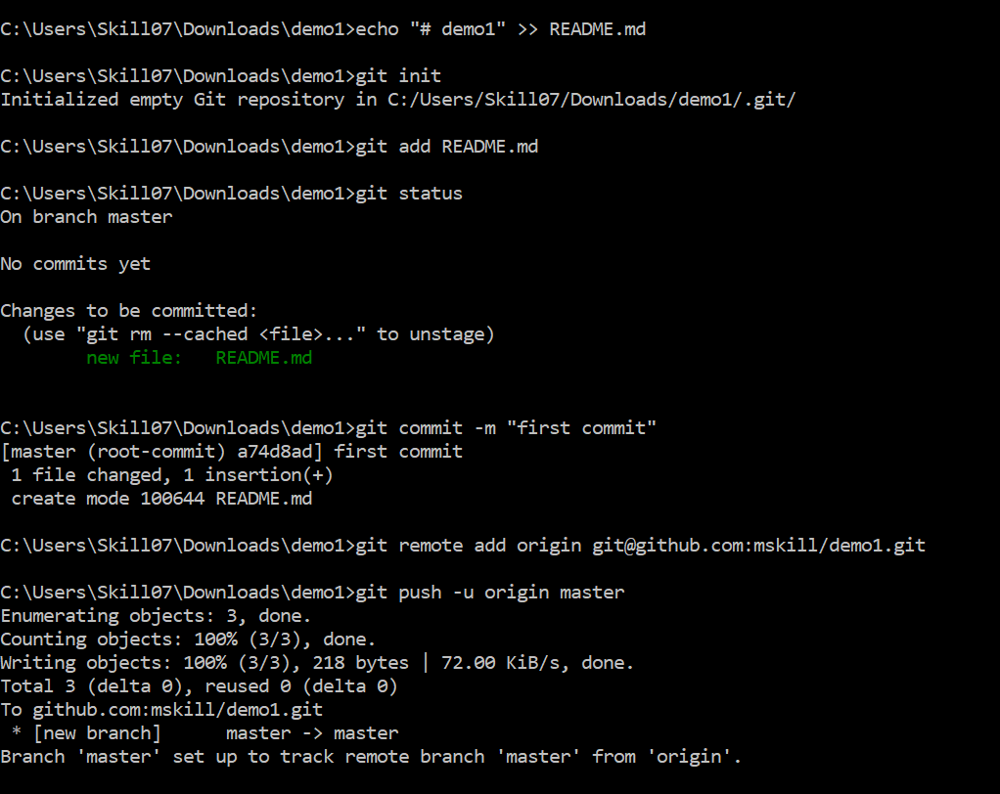 C:\Users\Skill07\Downloads\demo1>echo "# demo1" >> README.md
C:\Users\Skill07\Downloads\demo1>git init
Initialized empty Git repository in C:/Users/Skill07/Downloads/demo1/.git/
C:\Users\Skill07\Downloads\demo1>git add README.md
C:\Users\Skill07\Downloads\demo1>git status
On branch master
No commits yet
Changes to be committed:
  (use "git rm --cached <file>..." to unstage)
        new file:   README.md
C:\Users\Skill07\Downloads\demo1>git commit -m "first commit"
[master (root-commit) a74d8ad] first commit
 1 file changed, 1 insertion(+)
 create mode 100644 README.md
C:\Users\Skill07\Downloads\demo1>git remote add origin git@github.com:mskill/demo1.git
C:\Users\Skill07\Downloads\demo1>git push -u origin master
Enumerating objects: 3, done.
Counting objects: 100% (3/3), done.
Writing objects: 100% (3/3), 218 bytes | 72.00 KiB/s, done.
Total 3 (delta 0), reused 0 (delta 0)
To github.com:mskill/demo1.git
 * [new branch]      master -> master
Branch 'master' set up to track remote branch 'master' from 'origin'.